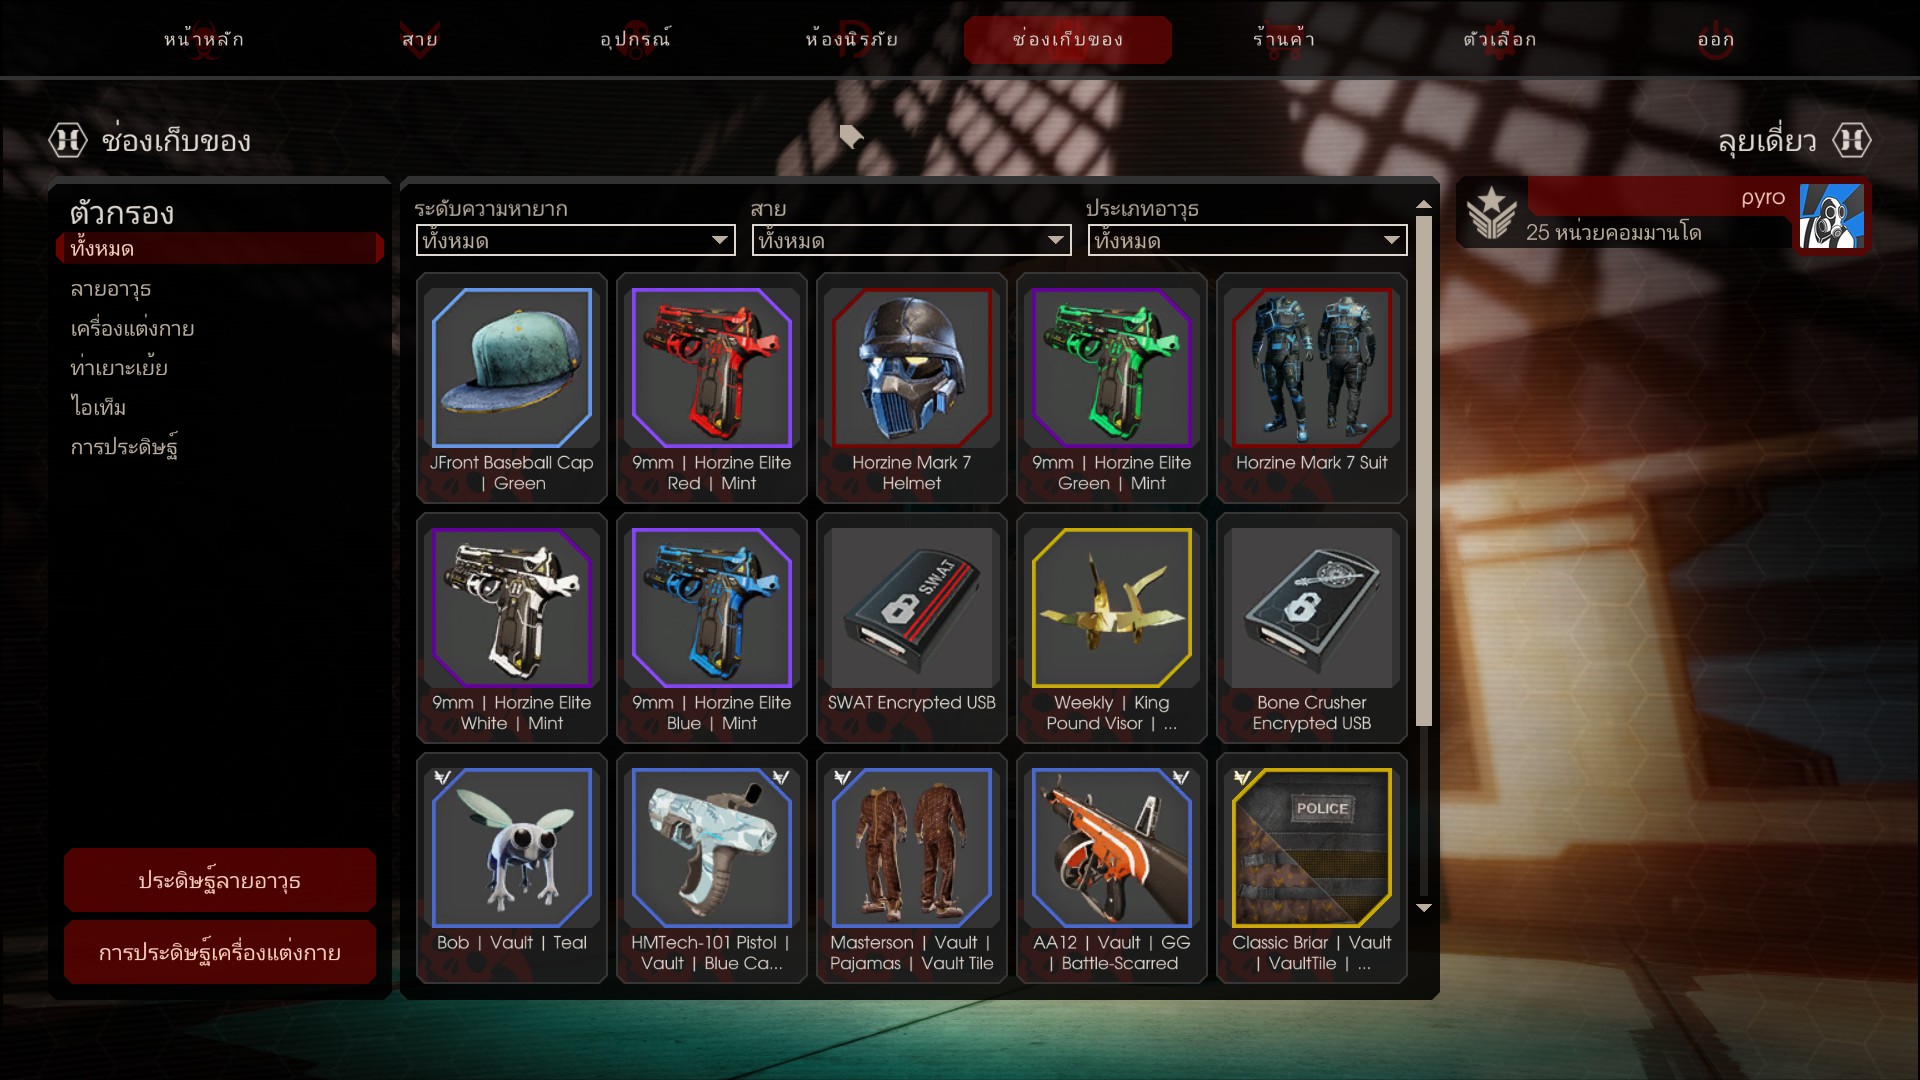 หน้าหลัก
สาย
อุปกรณ์
ห้องนิรภัย
ช่องเก็บของ
ร้านค้า
ตัวเลือก
ออก
ช่องเก็บของ
ลุยเดี่ยว
ตัวกรอง
ทั้งหมด
ลายอาวุธ
เครื่องแต่งกาย
ท่าเยาะเย้ย
ไอเท็ม
การประดิษฐ์
ประดิษฐ์ลายอาวุธ
การประดิษฐ์เครื่องแต่งกาย
ระดับความหายาก
สาย
ประเภทอาวุธ
ทั้งหมด
ทั้งหมด
ทั้งหมด
JFront Baseball Cap
| Green
9mm | Horzine Elite
Red | Mint
Horzine Mark 7
Helmet
9mm | Horzine Elite
Green | Mint
Horzine Mark 7 Suit
9mm | Horzine Elite
White | Mint
9mm | Horzine Elite
Blue | Mint
S.W.A.T
SWAT Encrypted USB
Weekly | King
Pound Visor | ...
Bone Crusher
Encrypted USB
Bob | Vault | Teal
HMTech-101 Pistol |
Vault | Blue Ca...
Masterson | Vault |
Pajamas | Vault Tile
AA12 | Vault | GG
| Battle-Scarred
POLICE
Classic Briar | Vault
| VaultTile | ...
pyro
25 หน่วยคอมมานโด